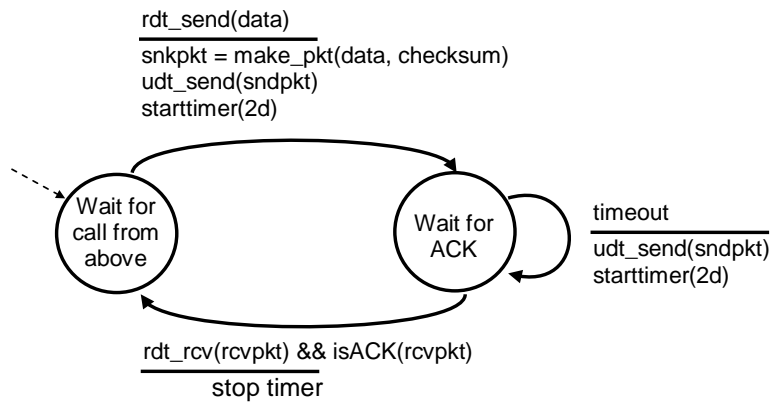 rdt_send(data)
snkpkt = make_pkt(data, checksum)
udt_send(sndpkt)
starttimer(2d)
Wait for
call from
above
Wait for
ACK
timeout
udt_send(sndpkt)
starttimer(2d)
rdt_rcv(rcvpkt) && isACK(rcvpkt)
stop timer